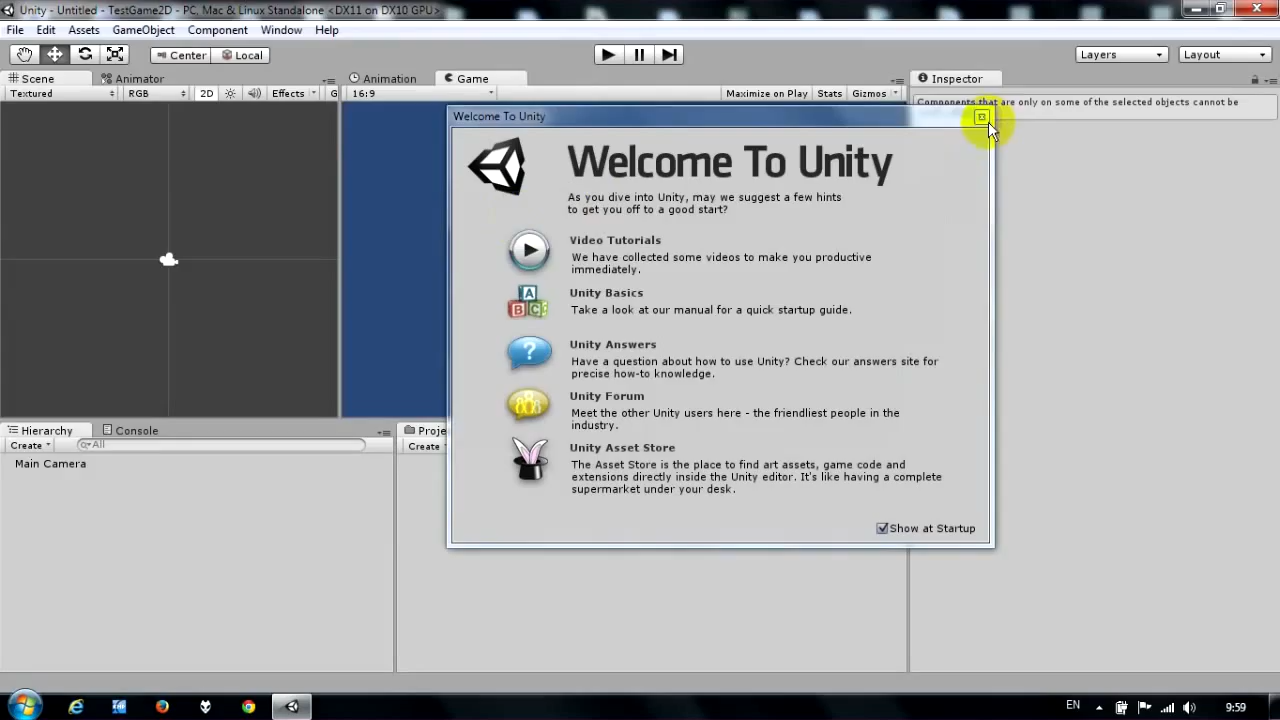 Unity - Untitled - TestGame2D - PC, Mac & Linux Standalone <DX11 on DX10 GPU>
File Edit Assets GameObject Component Window Help
Center Local Layers Layout
Scene Animator Animation Game Inspector
Textured RGB 2D Effects G 16:9 Maximize on Play Stats Gizmos
Components that are only on some of the selected objects cannot be
Welcome To Unity
Welcome To Unity
As you dive into Unity, may we suggest a few hints
to get you off to a good start?
Video Tutorials
We have collected some videos to make you productive
immediately.
Unity Basics
Take a look at our manual for a quick startup guide.
Unity Answers
Have a question about how to use Unity? Check our answers site for
precise how-to knowledge.
Unity Forum
Meet the other Unity users here - the friendliest people in the
industry.
Unity Asset Store
The Asset Store is the place to find art assets, game code and
extensions directly inside the Unity editor. It's like having a complete
supermarket under your desk.
Show at Startup
Hierarchy Console Proje
Create All Create
Main Camera
EN 9:59